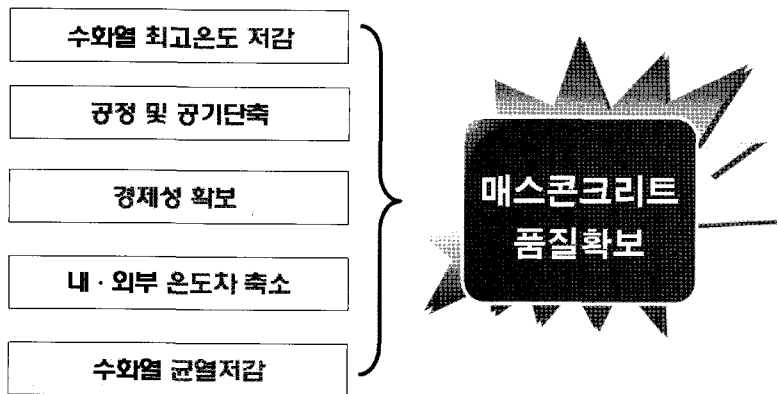 수화열 최고온도 저감
공정 및 공기단축
경제성 확보
내 · 외부 온도차 축소
수화열 균열저감
매스콘크리트
품질확보